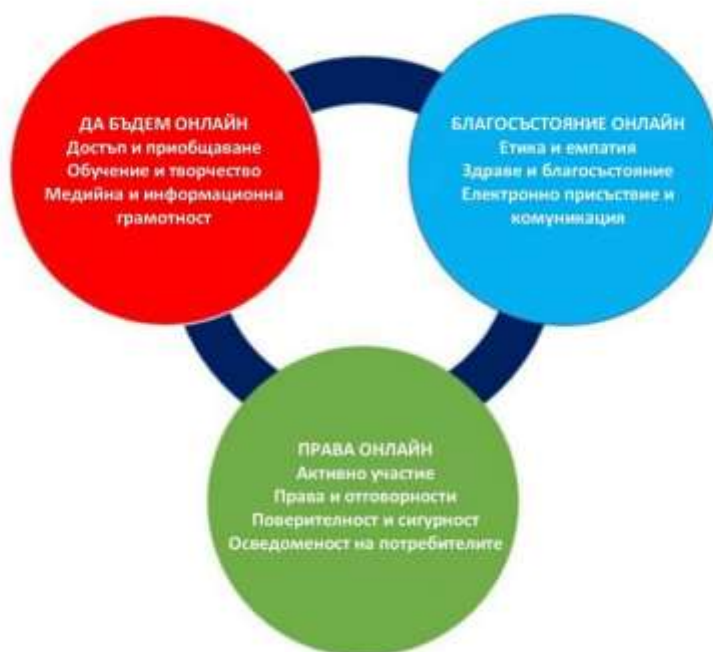 ДА БЪДЕМ ОНЛАЙН
Достъп и приобщаване
Обучение и творчество
Медийна и информационна
грамотност
БЛАГОСЪСТОЯНИЕ ОНЛАЙН
Етика и емпатия
Здраве и благосъстояние
Електронно присъствие и
комуникация
ПРАВА ОНЛАЙН
Активно участие
Права и отговорности
Поверителност и сигурност
Осведоменост на потребителите